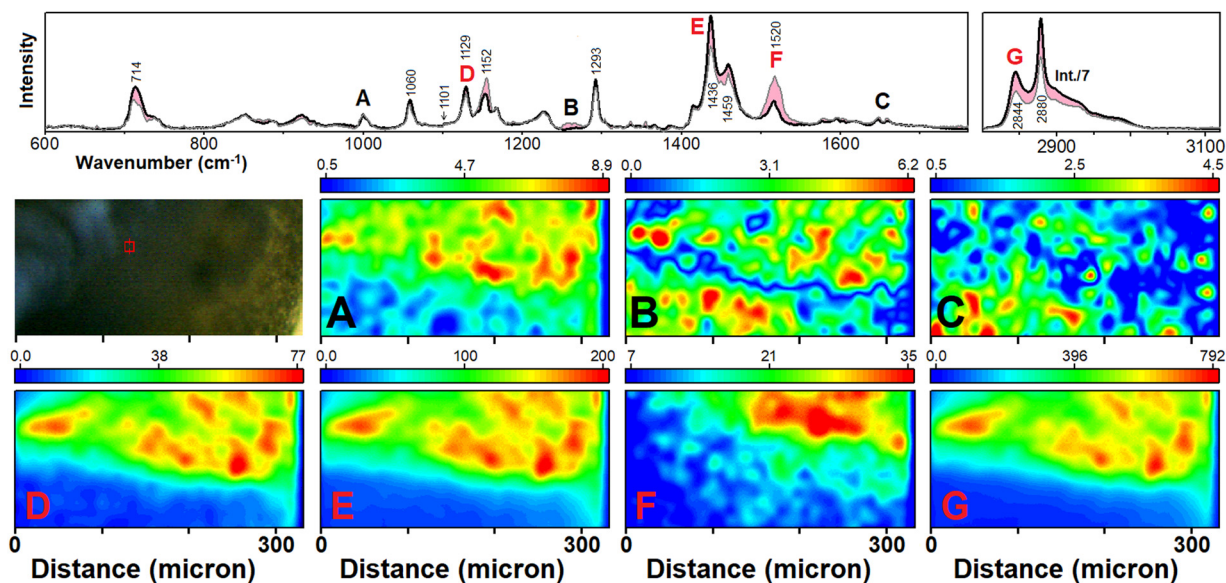 Intensity
714
A
1060
1101
D
1129
1152
B
1293
E
1436
1459
F
1520
C
G
2844
2880
Int./7
600 800 1000 1200 1400 1600 2900 3100
Wavenumber (cm-1)
0.5 4.7 8.9 0.0 3.1 6.2 0.5 2.5 4.5
A B C
0.0 38 77 0.0 100 200 7 21 35 0.0 396 792
D E F G
0 300 0 300 0 300 0 300
Distance (micron) Distance (micron) Distance (micron) Distance (micron)